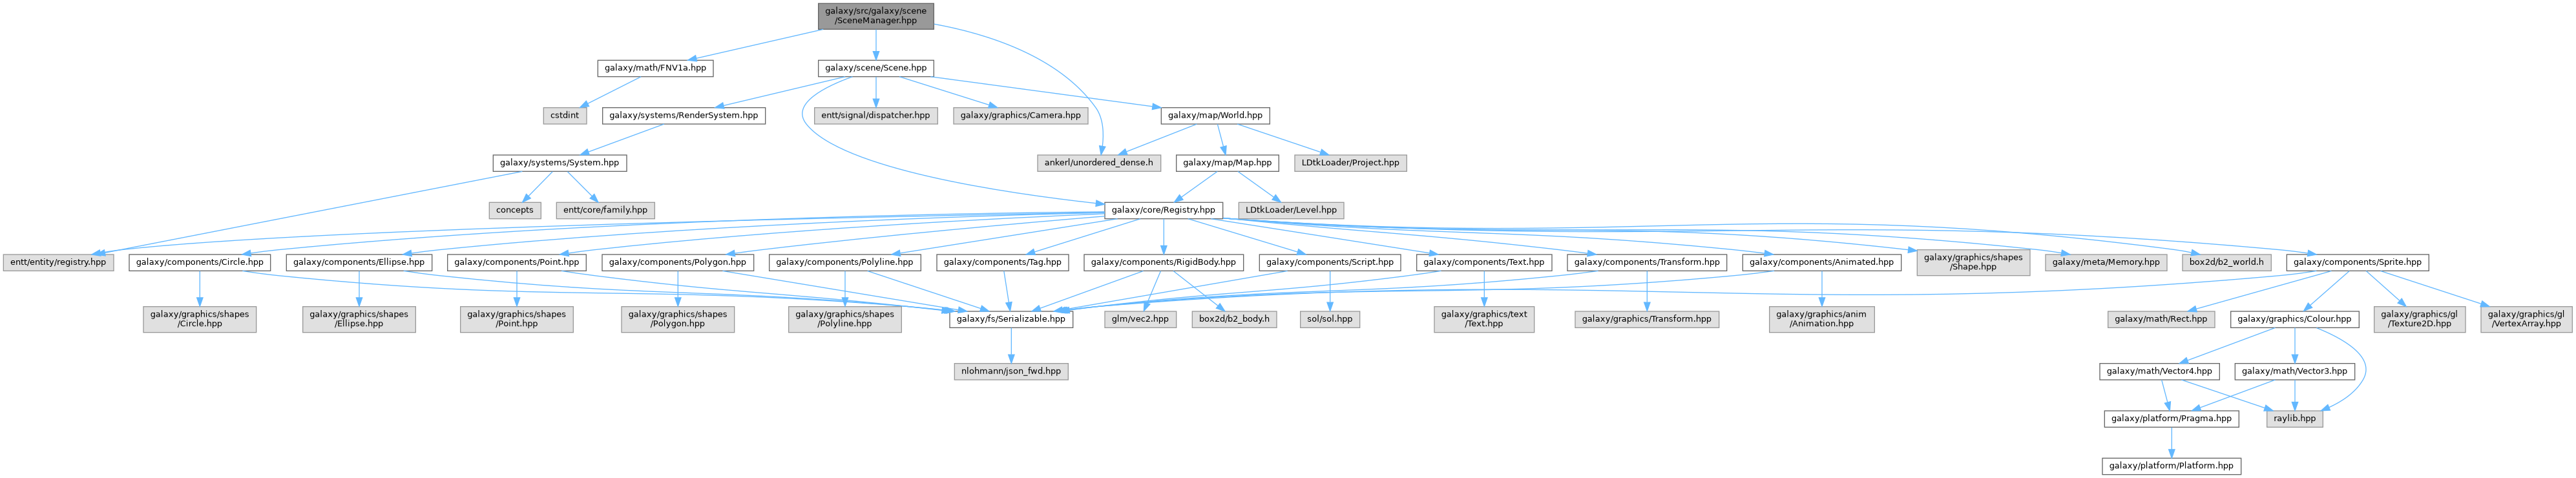 galaxy/src/galaxy/scene
/SceneManager.hpp
galaxy/math/FNV1a.hpp
galaxy/scene/Scene.hpp
cstdint
galaxy/systems/RenderSystem.hpp
entt/signal/dispatcher.hpp
galaxy/graphics/Camera.hpp
galaxy/map/World.hpp
galaxy/systems/System.hpp
ankerl/unordered_dense.h
galaxy/map/Map.hpp
LDtkLoader/Project.hpp
concepts
entt/core/family.hpp
galaxy/core/Registry.hpp
LDtkLoader/Level.hpp
entt/entity/registry.hpp
galaxy/components/Circle.hpp
galaxy/components/Ellipse.hpp
galaxy/components/Point.hpp
galaxy/components/Polygon.hpp
galaxy/components/Polyline.hpp
galaxy/components/Tag.hpp
galaxy/components/RigidBody.hpp
galaxy/components/Script.hpp
galaxy/components/Text.hpp
galaxy/components/Transform.hpp
galaxy/components/Animated.hpp
galaxy/graphics/shapes
/Shape.hpp
galaxy/meta/Memory.hpp
box2d/b2_world.h
galaxy/components/Sprite.hpp
galaxy/graphics/shapes
/Circle.hpp
galaxy/graphics/shapes
/Ellipse.hpp
galaxy/graphics/shapes
/Point.hpp
galaxy/graphics/shapes
/Polygon.hpp
galaxy/graphics/shapes
/Polyline.hpp
galaxy/fs/Serializable.hpp
glm/vec2.hpp
box2d/b2_body.h
sol/sol.hpp
galaxy/graphics/text
/Text.hpp
galaxy/graphics/Transform.hpp
galaxy/graphics/anim
/Animation.hpp
galaxy/math/Rect.hpp
galaxy/graphics/Colour.hpp
galaxy/graphics/gl
/Texture2D.hpp
galaxy/graphics/gl
/VertexArray.hpp
nlohmann/json_fwd.hpp
galaxy/math/Vector4.hpp
galaxy/math/Vector3.hpp
galaxy/platform/Pragma.hpp
raylib.hpp
galaxy/platform/Platform.hpp